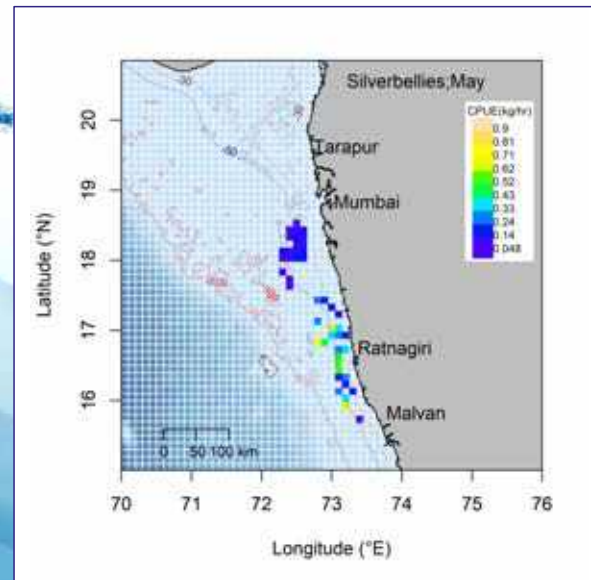 Silverbellies;May
CPUE(kg/hr)
0.9
0.81
0.71
0.62
0.52
0.43
0.33
0.24
0.14
0.048
Tarapur
Mumbai
Ratnagiri
Malvan
20
19
18
17
16
Latitude (°N)
0 50 100 km
70 71 72 73 74 75 76
Longitude (°E)